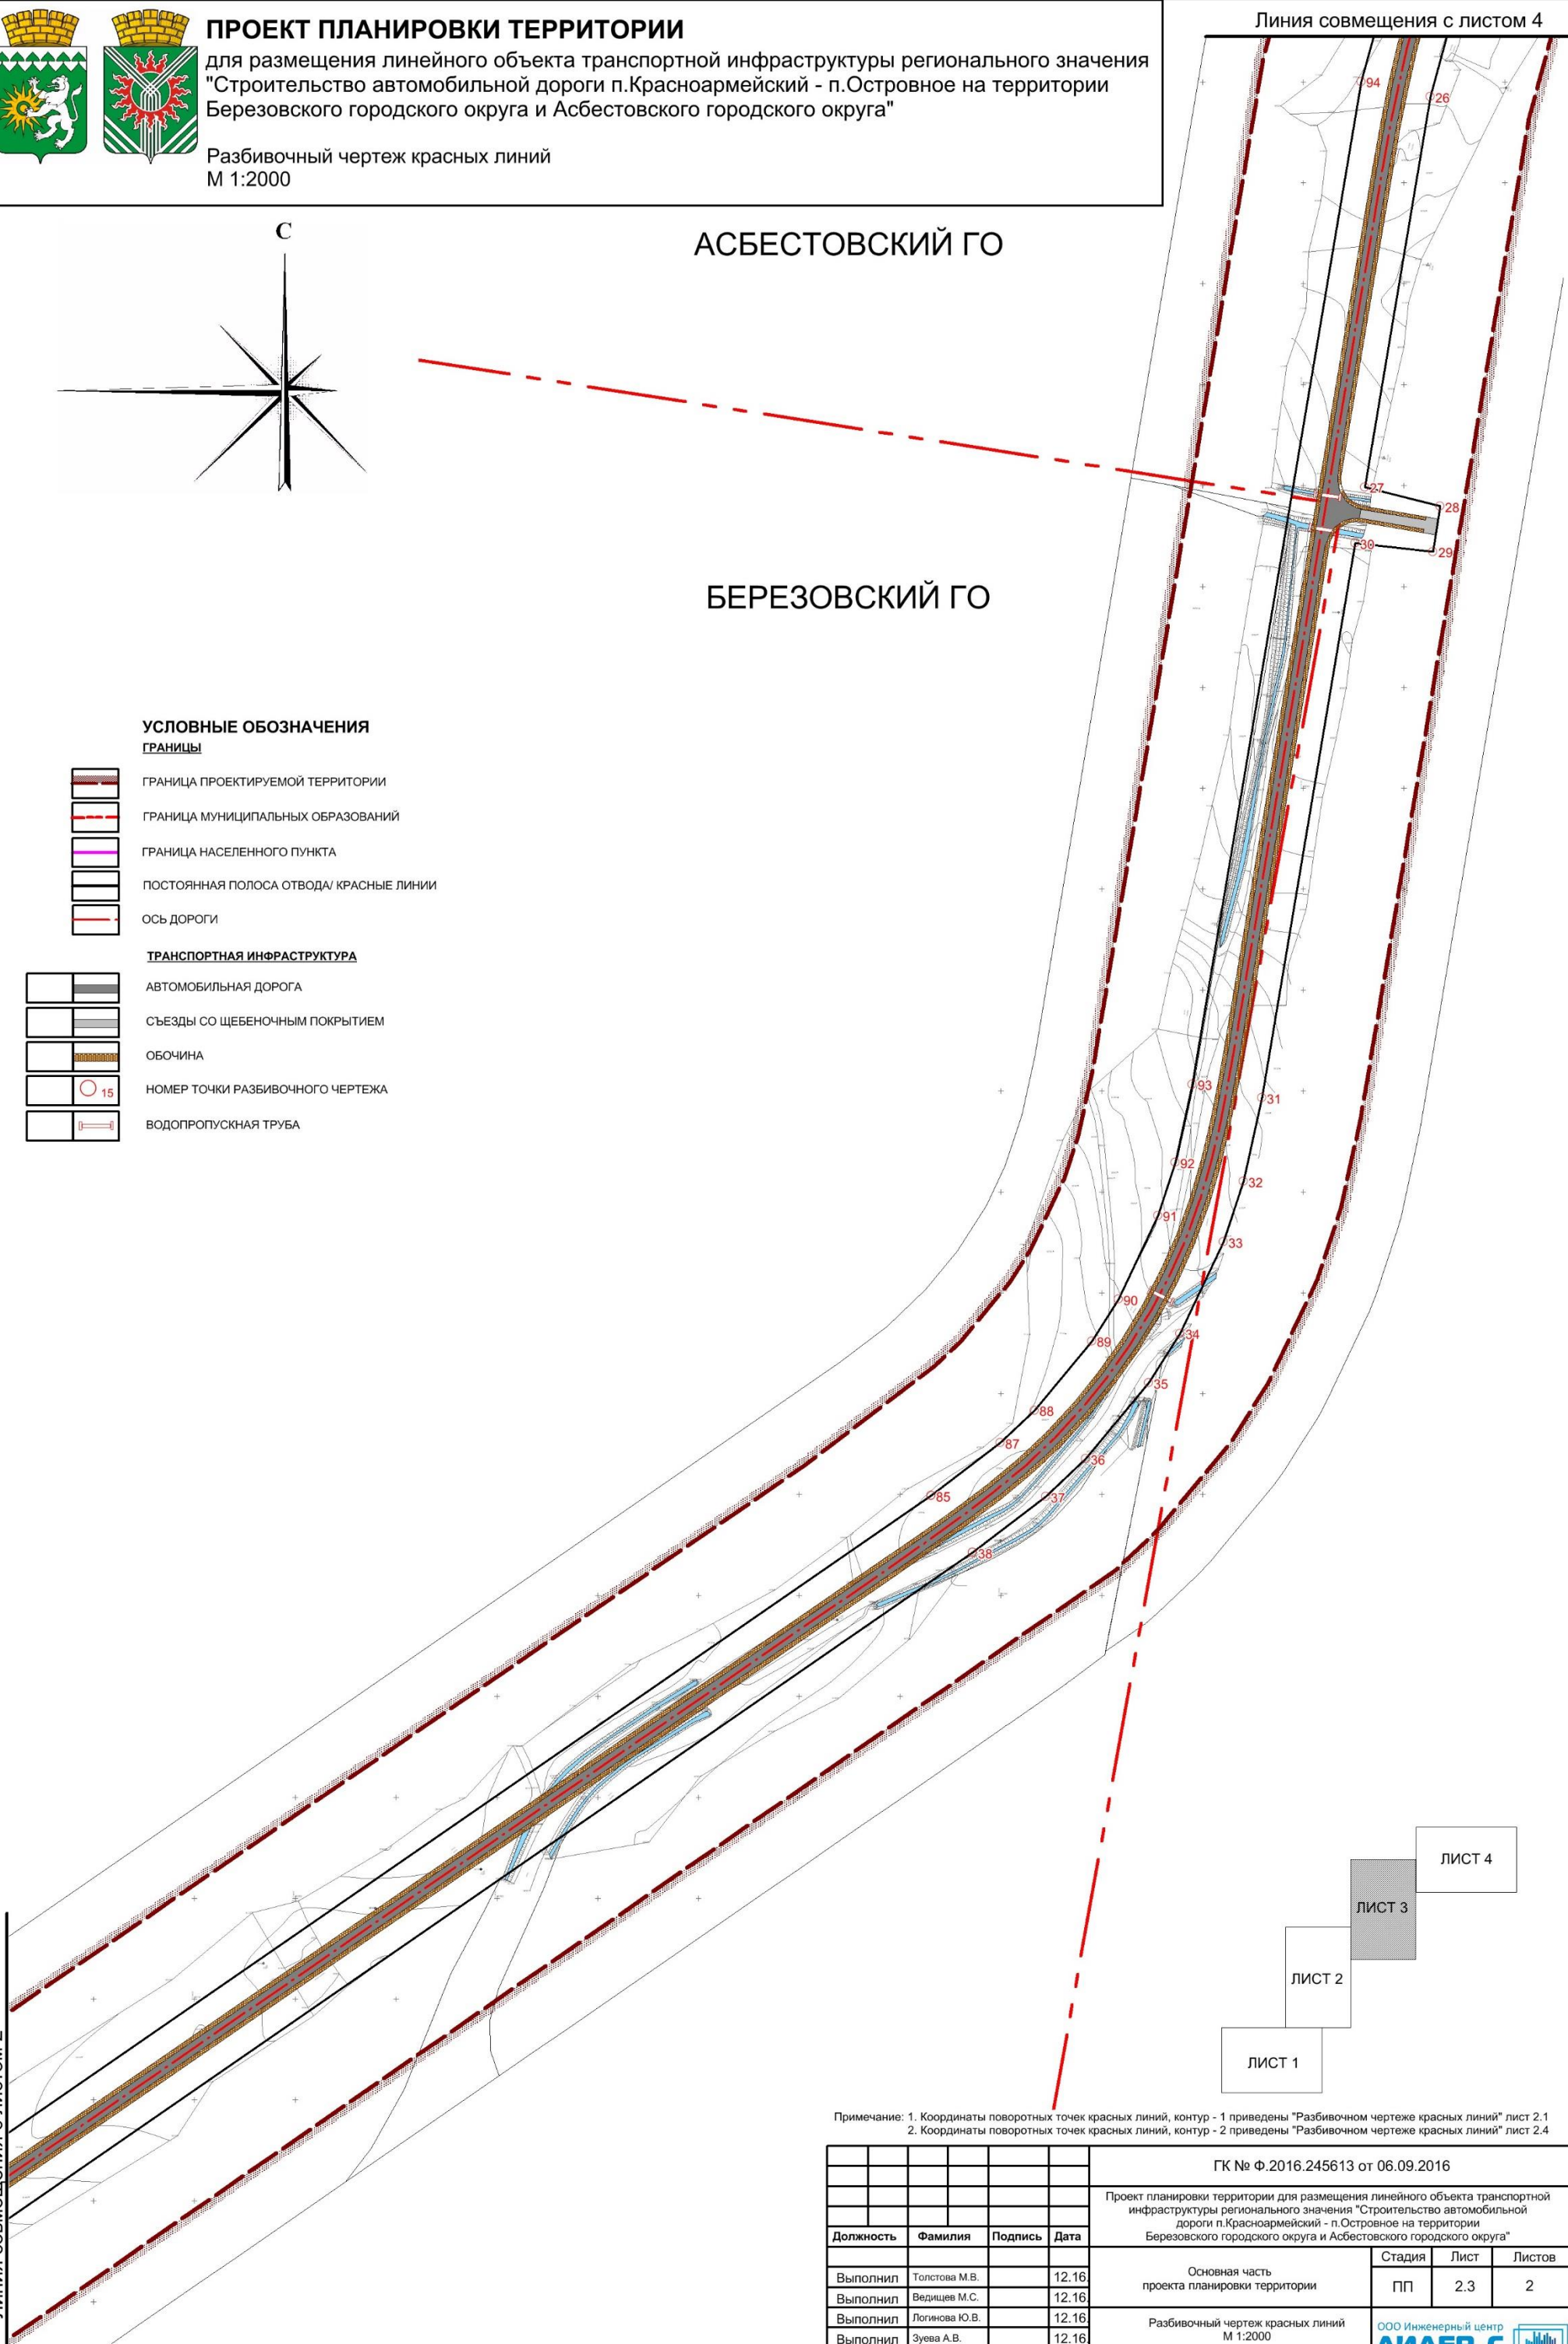 ПРОЕКТ ПЛАНИРОВКИ ТЕРРИТОРИИ
для размещения линейного объекта транспортной инфраструктуры регионального значения
"Строительство автомобильной дороги п.Красноармейский - п.Островное на территории
Березовского городского округа и Асбестовского городского округа"
Разбивочный чертеж красных линий
М 1:2000
Линия совмещения с листом 4
94
26
С
АСБЕСТОВСКИЙ ГО
27
28
30
29
БЕРЕЗОВСКИЙ ГО
УСЛОВНЫЕ ОБОЗНАЧЕНИЯ
ГРАНИЦЫ
ГРАНИЦА ПРОЕКТИРУЕМОЙ ТЕРРИТОРИИ
ГРАНИЦА МУНИЦИПАЛЬНЫХ ОБРАЗОВАНИЙ
ГРАНИЦА НАСЕЛЕННОГО ПУНКТА
ПОСТОЯННАЯ ПОЛОСА ОТВОДА/ КРАСНЫЕ ЛИНИИ
ОСЬ ДОРОГИ
ТРАНСПОРТНАЯ ИНФРАСТРУКТУРА
АВТОМОБИЛЬНАЯ ДОРОГА
СЪЕЗДЫ СО ЩЕБЕНОЧНЫМ ПОКРЫТИЕМ
ОБОЧИНА
15 НОМЕР ТОЧКИ РАЗБИВОЧНОГО ЧЕРТЕЖА
ВОДОПРОПУСКНАЯ ТРУБА
93
31
92
32
91
33
90
34
89
35
88
87
36
85
37
38
ЛИСТ 4
ЛИСТ 3
ЛИСТ 2
ЛИСТ 1
Примечание: 1. Координаты поворотных точек красных линий, контур - 1 приведены "Разбивочном чертеже красных линий" лист 2.1
2. Координаты поворотных точек красных линий, контур - 2 приведены "Разбивочном чертеже красных линий" лист 2.4
ГК № Ф.2016.245613 от 06.09.2016
Проект планировки территории для размещения линейного объекта транспортной
инфраструктуры регионального значения "Строительство автомобильной
дороги п.Красноармейский - п.Островное на территории
Березовского городского округа и Асбестовского городского округа"
Должность Фамилия Подпись Дата
Основная часть
проекта планировки территории
Стадия Лист Листов
ПП 2.3 2
Выполнил Толстова М.В. 12.16
Выполнил Ведищев М.С. 12.16
Выполнил Логинова Ю.В. 12.16
Выполнил Зуева А.В. 12.16
Разбивочный чертеж красных линий
М 1:2000
ООО Инженерный центр